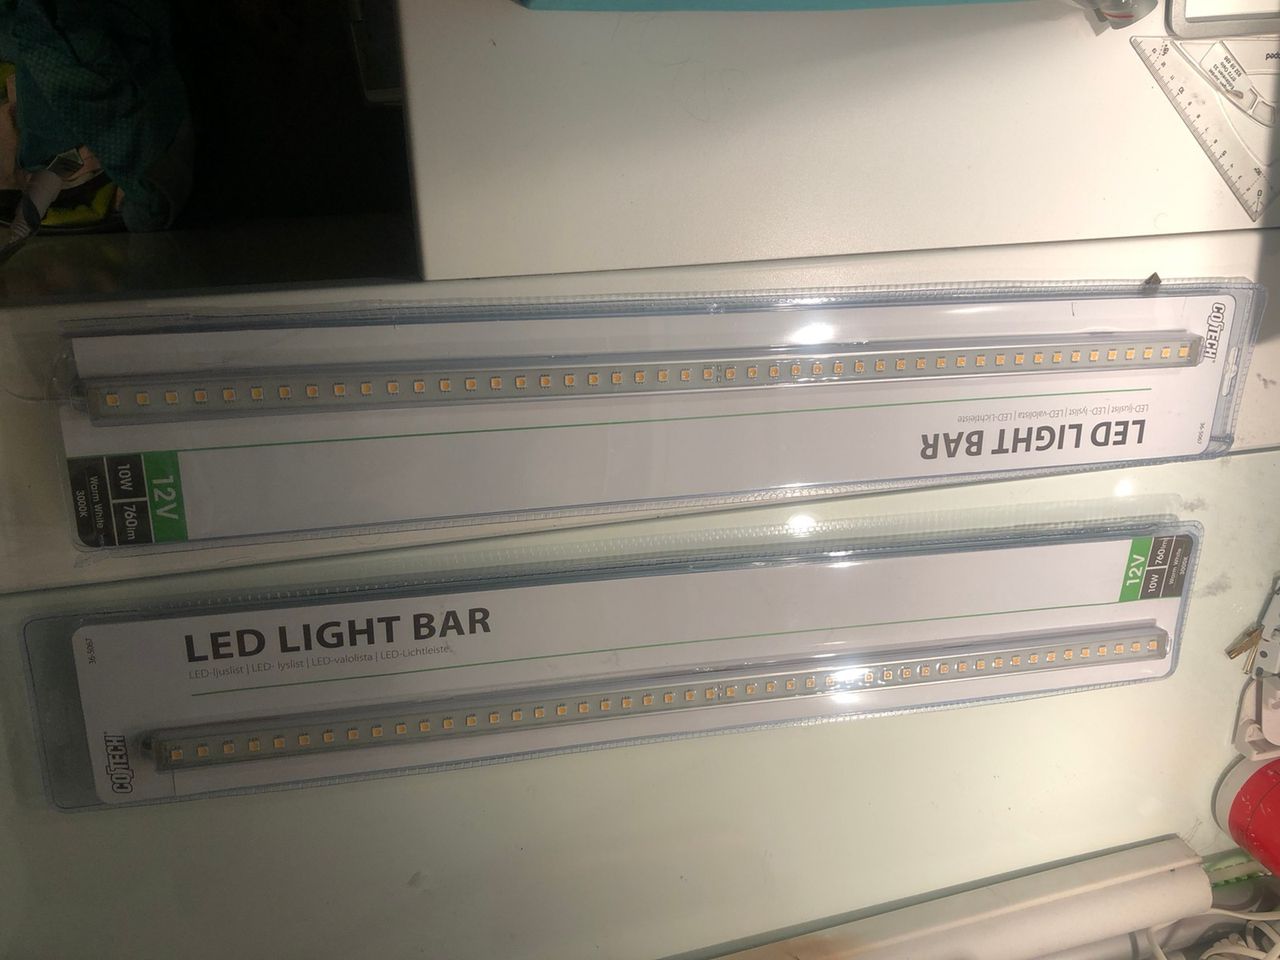 COTECH®
36-5067
LED-ljuslist | LED- lyslist | LED-valolista | LED-Lichtleiste
LED LIGHT BAR
12V
10W
760lm
Warm White
3000K
12V
10W
760lm
Warm White
3000K
36-5067
LED LIGHT BAR
LED-ljuslist | LED- lyslist | LED-valolista | LED-Lichtleiste
COTECH®